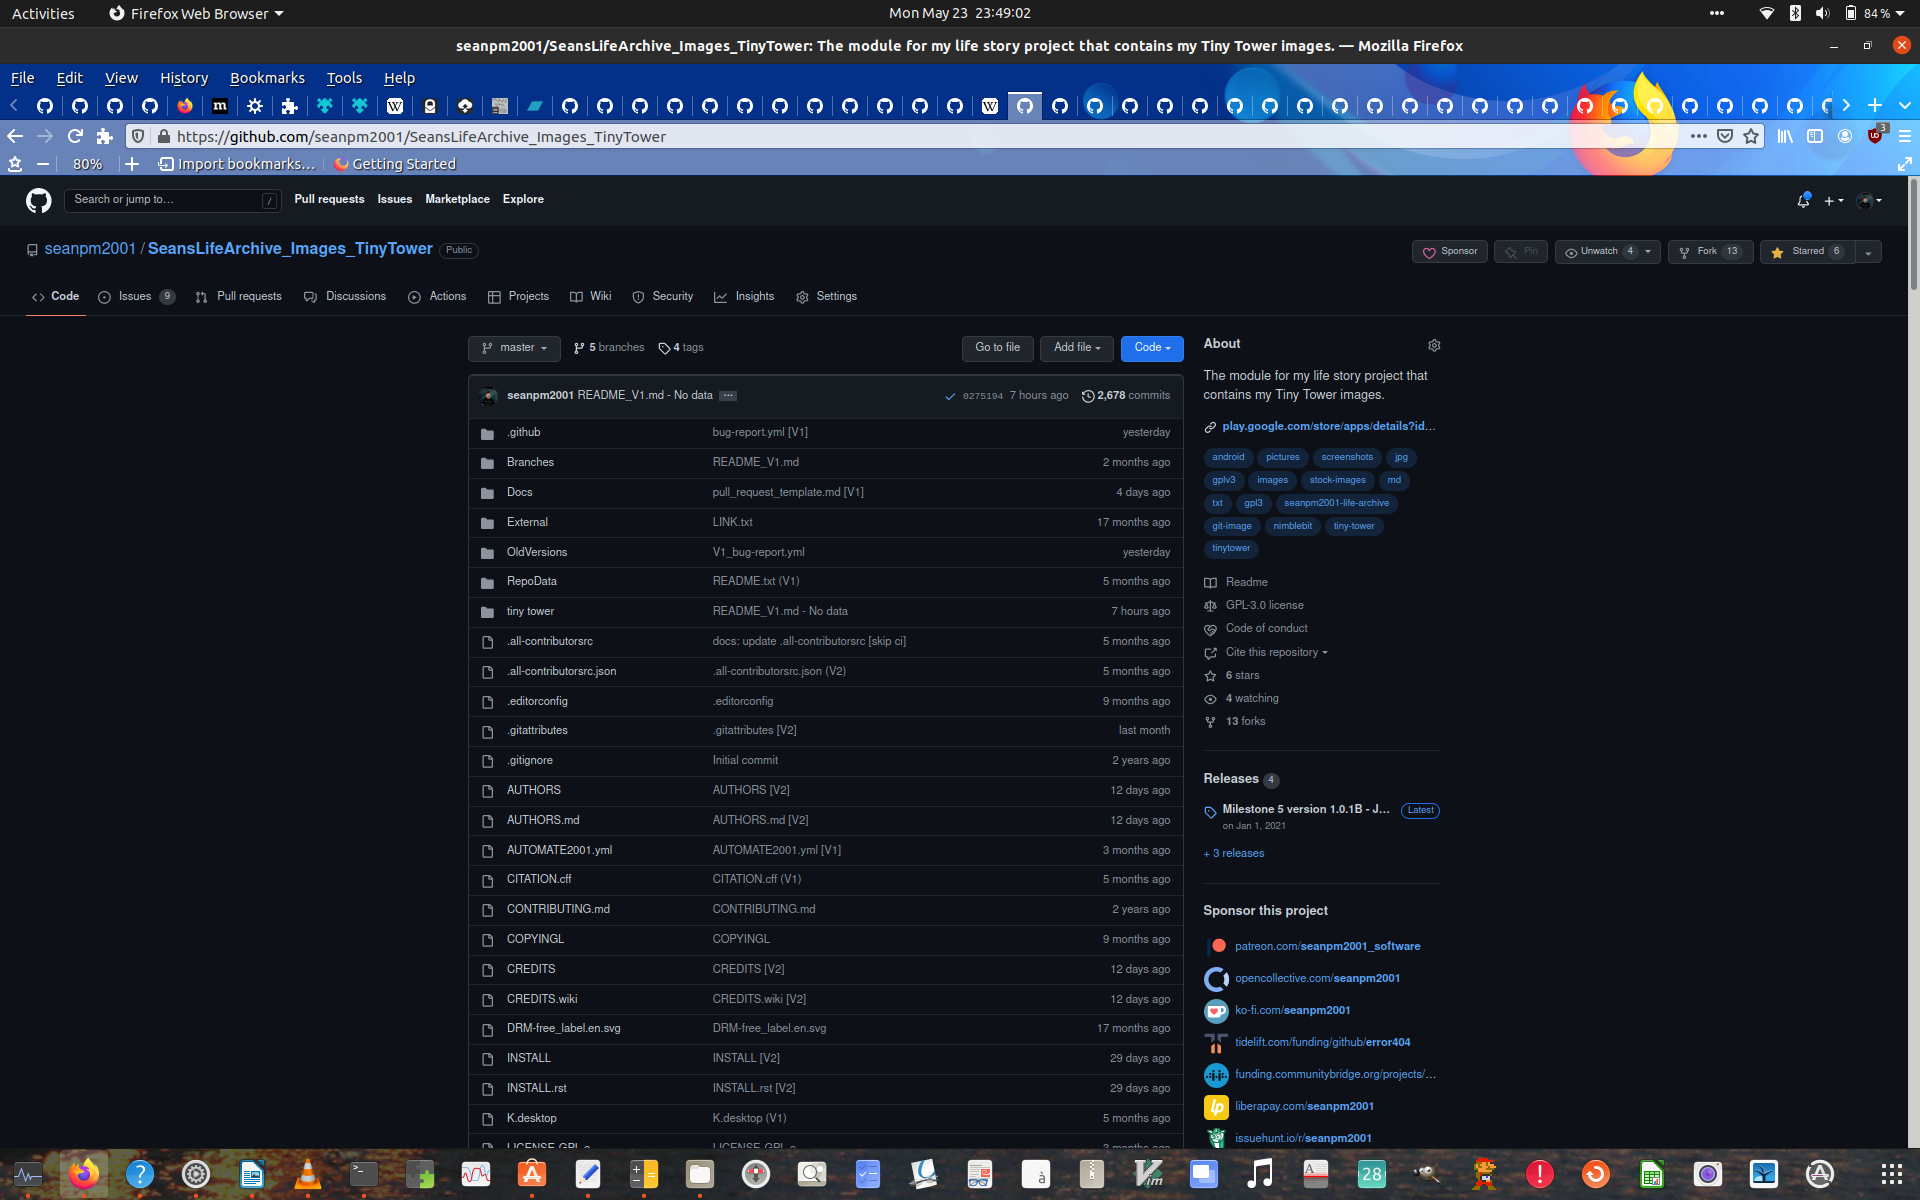 Activities Firefox Web Browser Mon May 23 23:49:02 84 %
seanpm2001/SeansLifeArchive_Images_TinyTower: The module for my life story project that contains my Tiny Tower images. — Mozilla Firefox
File Edit View History Bookmarks Tools Help
https://github.com/seanpm2001/SeansLifeArchive_Images_TinyTower 3
80% Import bookmarks... Getting Started
Search or jump to... / Pull requests Issues Marketplace Explore
seanpm2001 / SeansLifeArchive_Images_TinyTower Public Sponsor Pin Unwatch 4 Fork 13 Starred 6
Code Issues 9 Pull requests Discussions Actions Projects Wiki Security Insights Settings
master 5 branches 4 tags Go to file Add file Code
seanpm2001 README_V1.md - No data ... 0275194 7 hours ago 2,678 commits
.github bug-report.yml [V1] yesterday
Branches README_V1.md 2 months ago
Docs pull_request_template.md [V1] 4 days ago
External LINK.txt 17 months ago
OldVersions V1_bug-report.yml yesterday
RepoData README.txt (V1) 5 months ago
tiny tower README_V1.md - No data 7 hours ago
.all-contributorsrc docs: update .all-contributorsrc [skip ci] 5 months ago
.all-contributorsrc.json .all-contributorsrc.json (V2) 5 months ago
.editorconfig .editorconfig 9 months ago
.gitattributes .gitattributes [V2] last month
.gitignore Initial commit 2 years ago
AUTHORS AUTHORS [V2] 12 days ago
AUTHORS.md AUTHORS.md [V2] 12 days ago
AUTOMATE2001.yml AUTOMATE2001.yml [V1] 3 months ago
CITATION.cff CITATION.cff (V1) 5 months ago
CONTRIBUTING.md CONTRIBUTING.md 2 years ago
COPYINGL COPYINGL 9 months ago
CREDITS CREDITS [V2] 12 days ago
CREDITS.wiki CREDITS.wiki [V2] 12 days ago
DRM-free_label.en.svg DRM-free_label.en.svg 17 months ago
INSTALL INSTALL [V2] 29 days ago
INSTALL.rst INSTALL.rst [V2] 29 days ago
K.desktop K.desktop (V1) 5 months ago
About
The module for my life story project that
contains my Tiny Tower images.
play.google.com/store/apps/details?id...
android pictures screenshots jpg
gplv3 images stock-images md
txt gpl3 seanpm2001-life-archive
git-image nimblebit tiny-tower
tinytower
Readme
GPL-3.0 license
Code of conduct
Cite this repository
6 stars
4 watching
13 forks
Releases 4
Milestone 5 version 1.0.1B - J... Latest
on Jan 1, 2021
+ 3 releases
Sponsor this project
patreon.com/seanpm2001_software
opencollective.com/seanpm2001
ko-fi.com/seanpm2001
tidelift.com/funding/github/error404
funding.communitybridge.org/projects/...
liberapay.com/seanpm2001
issuehunt.io/r/seanpm2001
28